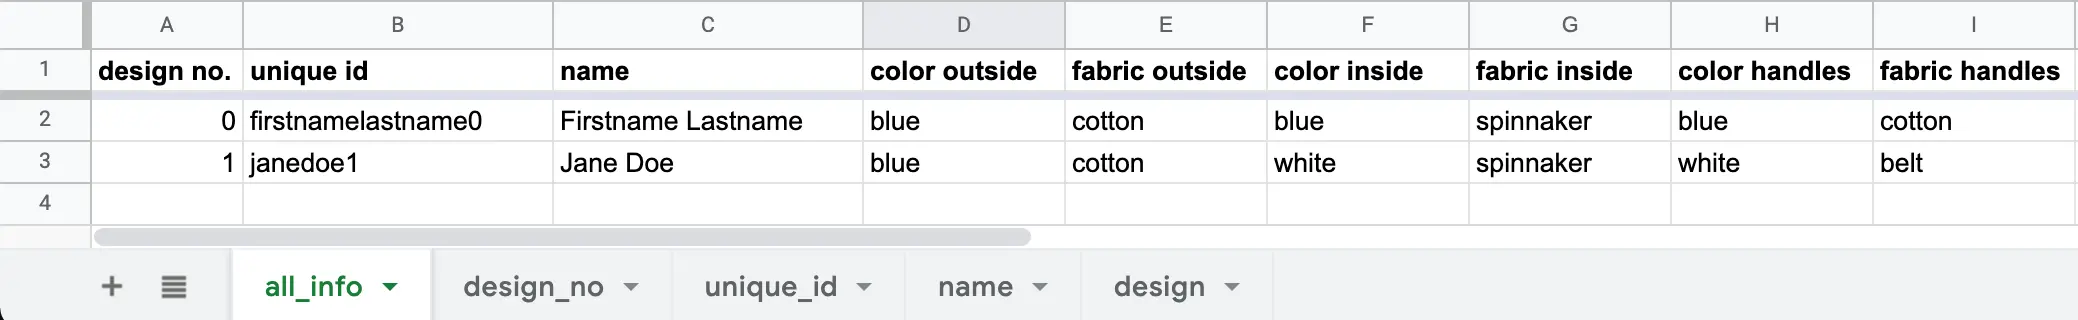 A B C D E F G H I
1 design no. unique id name color outside fabric outside color inside fabric inside color handles fabric handles
2 0 firstnamelastname0 Firstname Lastname blue cotton blue spinnaker blue cotton
3 1 janedoe1 Jane Doe blue cotton white spinnaker white belt
4
+ all_info design_no unique_id name design